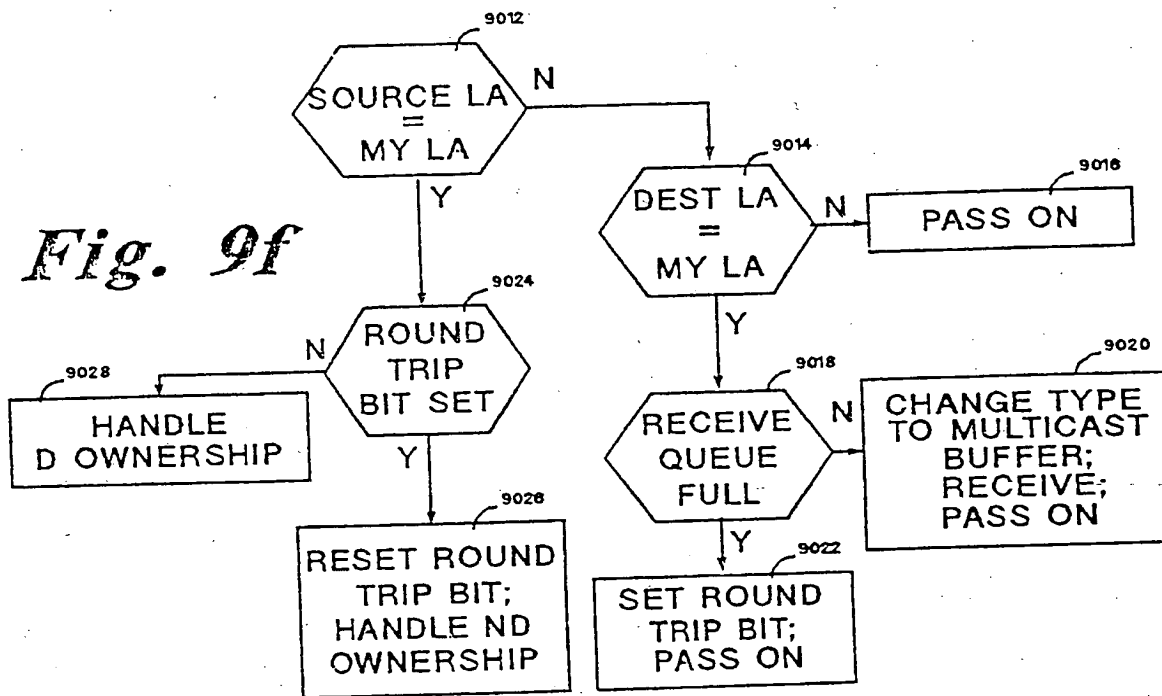 9012
SOURCE LA
=
MY LA
N
Y
9014
DEST LA
=
MY LA
N
Y
9016
PASS ON
Fig. 9f
9024
ROUND
TRIP
BIT SET
N
Y
9028
HANDLE
D OWNERSHIP
9018
RECEIVE
QUEUE
FULL
N
Y
9020
CHANGE TYPE
TO MULTICAST
BUFFER;
RECEIVE;
PASS ON
9026
RESET ROUND
TRIP BIT;
HANDLE ND
OWNERSHIP
9022
SET ROUND
TRIP BIT;
PASS ON